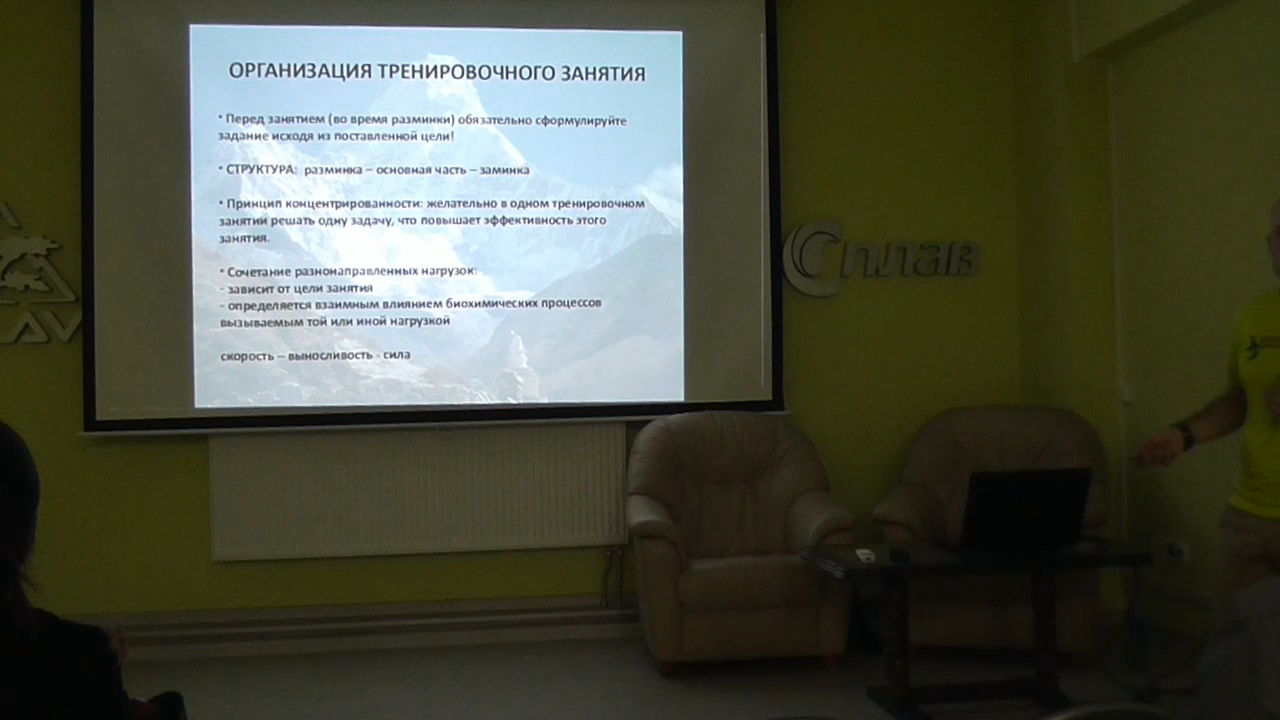 ОРГАНИЗАЦИЯ ТРЕНИРОВОЧНОГО ЗАНЯТИЯ
* Перед занятием (во время разминки) обязательно сформулируйте
задание исходя из поставленной цели!
* СТРУКТУРА: разминка – основная часть – заминка
* Принцип концентрированности: желательно в одном тренировочном
занятии решать одну задачу, что повышает эффективность этого
занятия.
* Сочетание разнонаправленных нагрузок:
- зависит от цели занятия
- определяется взаимным влиянием биохимических процессов
вызываемым той или иной нагрузкой
скорость – выносливость - сила
Сплав